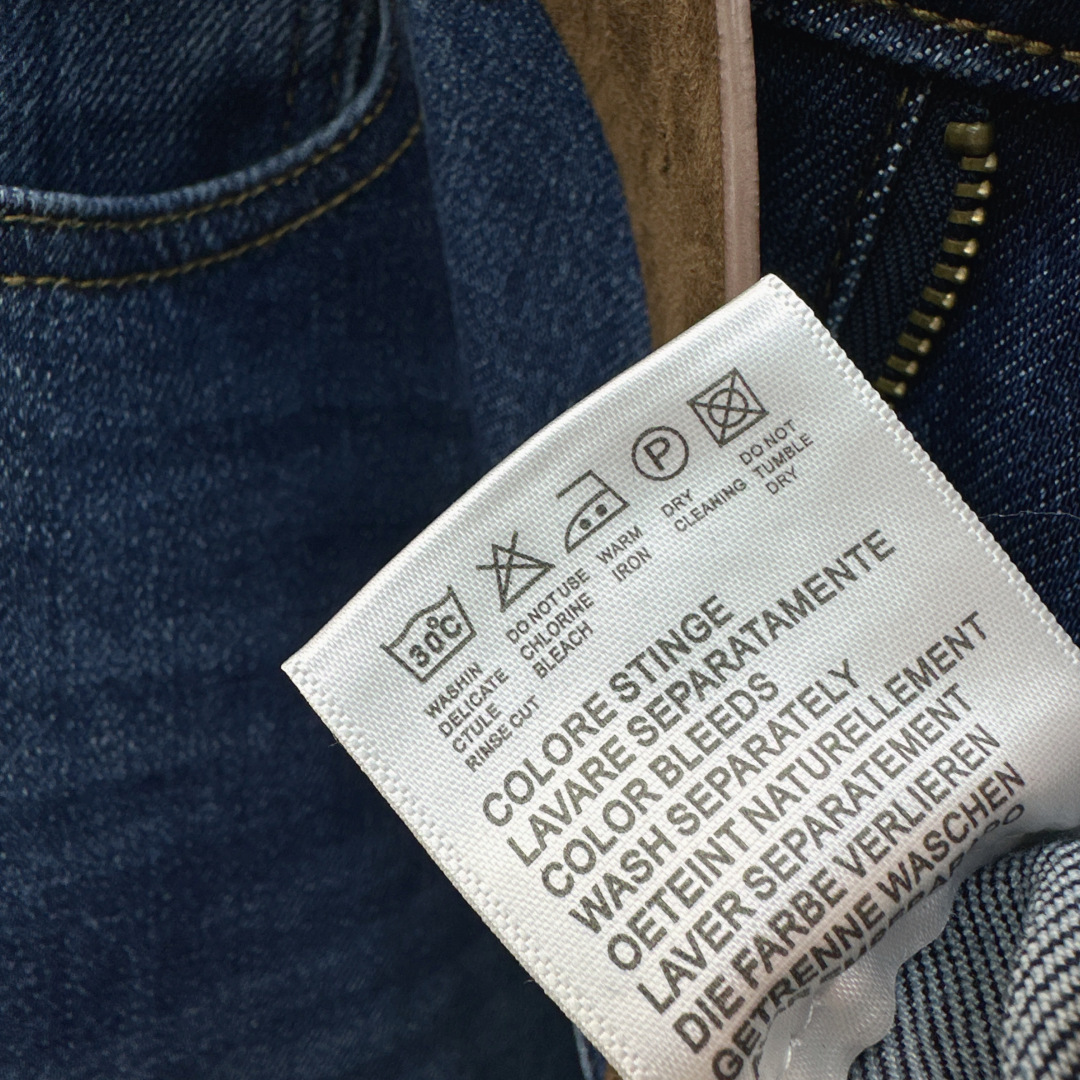 30°C
WASHIN
DELICATE
CTULE
RINSE CUT
DO NOT USE
CHLORINE
BLEACH
WARM
IRON
P
DRY
CLEANING
DO NOT
TUMBLE
DRY
COLORE STINGE
LAVARE SEPARATAMENTE
COLOR BLEEDS
WASH SEPARATELY
OETEINT NATURELLEMENT
LAVER SEPARATEMENT
DIE FARBE VERLIEREN
GETRENNE WASCHEN